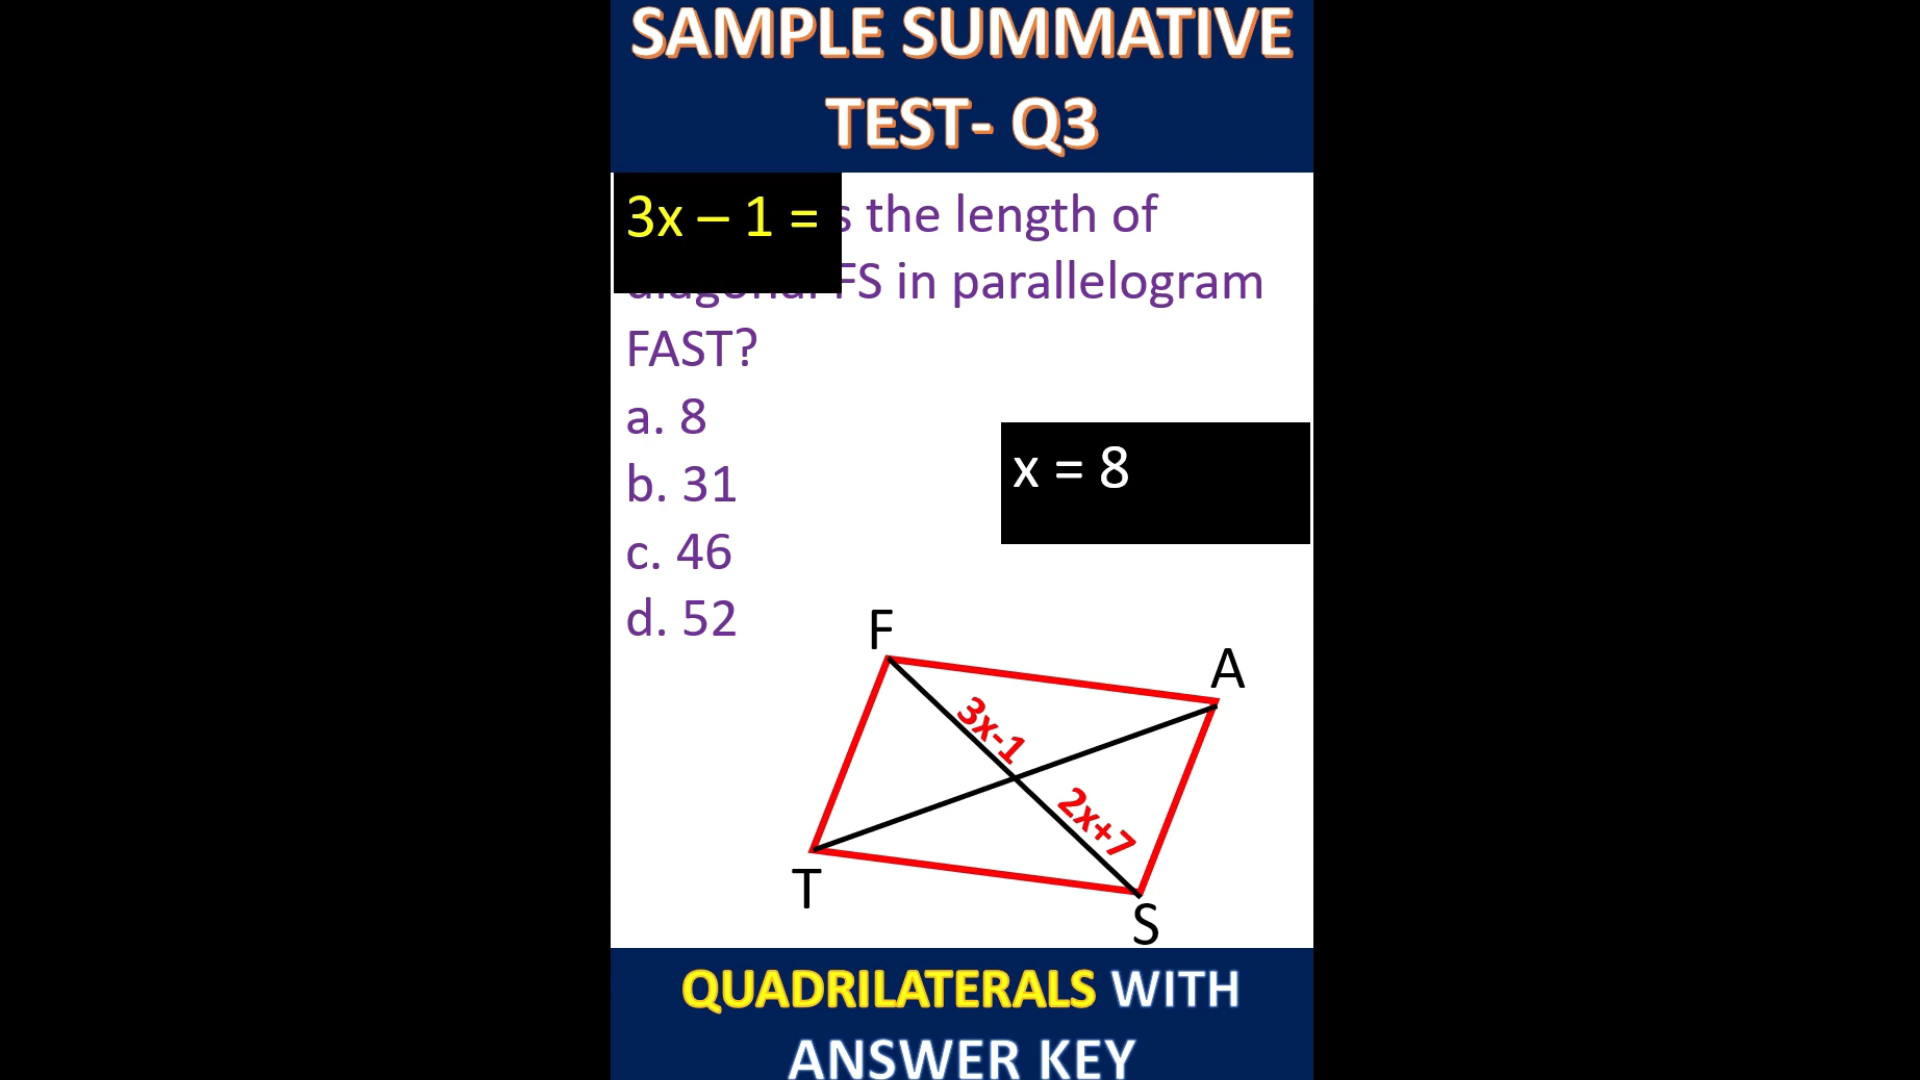 SAMPLE SUMMATIVE
TEST- Q3
3x – 1 = s the length of
diagonal FS in parallelogram
FAST?
a. 8
b. 31
c. 46
d. 52
x = 8
F
A
3x-1
2x+7
T
S
QUADRILATERALS WITH
ANSWER KEY